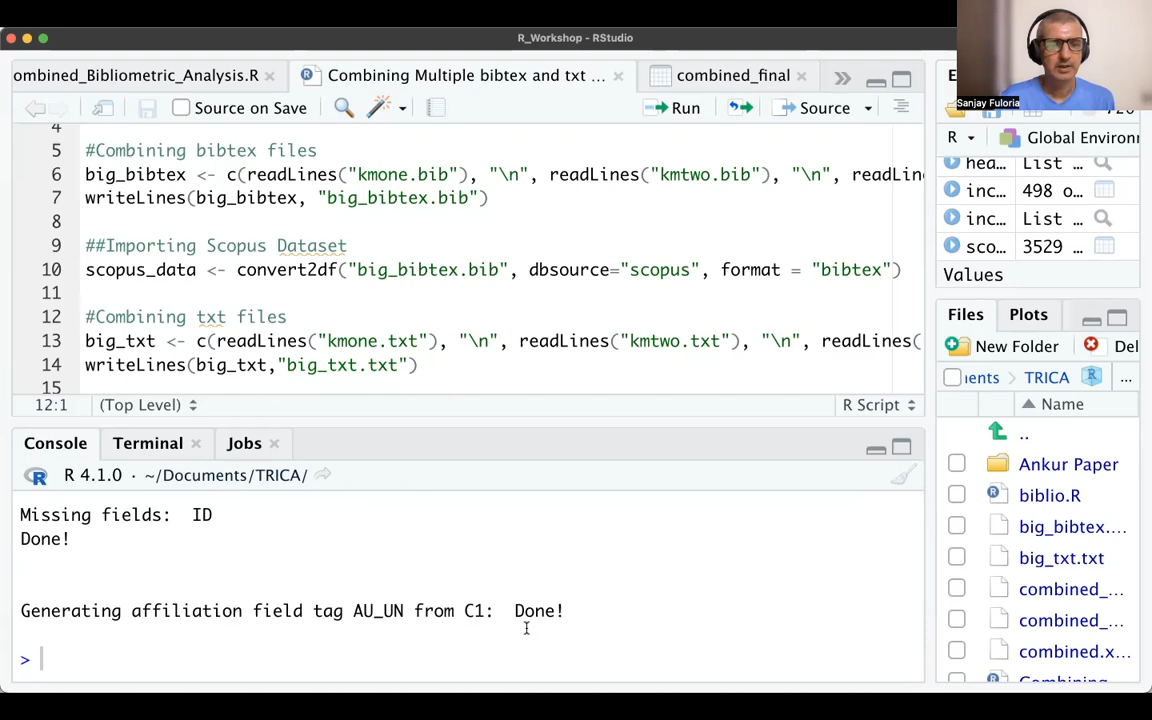 R_Workshop - RStudio
Sanjay Fuloria
ombined_Bibliometric_Analysis.R
Combining Multiple bibtex and txt ...
combined_final
Source on Save
Run
Source
4
5 #Combining bibtex files
6 big_bibtex <- c(readLines("kmone.bib"), "\n", readLines("kmtwo.bib"), "\n", readLin
7 writeLines(big_bibtex, "big_bibtex.bib")
8
9 ##Importing Scopus Dataset
10 scopus_data <- convert2df("big_bibtex.bib", dbsource="scopus", format = "bibtex")
11
12 #Combining txt files
13 big_txt <- c(readLines("kmone.txt"), "\n", readLines("kmtwo.txt"), "\n", readLines(
14 writeLines(big_txt,"big_txt.txt")
15
12:1 (Top Level) R Script
Console Terminal Jobs
R 4.1.0 · ~/Documents/TRICA/
Missing fields:  ID
Done!
Generating affiliation field tag AU_UN from C1:  Done!
>
E
R Global Environm
hea... List ...
inc... 498 o...
inc... List ...
sco... 3529 ...
Values
Files Plots
New Folder Del
ents > TRICA ...
Name
..
Ankur Paper
biblio.R
big_bibtex....
big_txt.txt
combined_...
combined_...
combined.x...
Combining